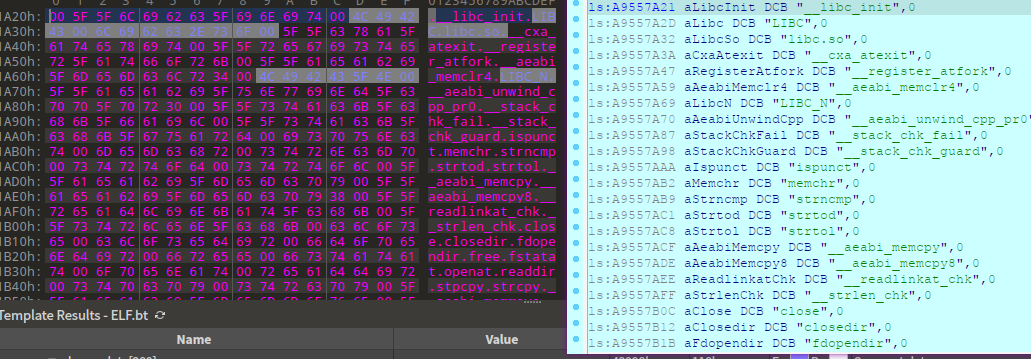 0 1 2 3 4 5 6 7 8 9 A B C D E F 0123456789ABCDEF
1A20h: 00 5F 5F 6C 69 62 63 5F 69 6E 69 74 00 4C 49 42 .__libc_init.LIB
1A30h: 43 00 6C 69 62 63 2E 73 6F 00 5F 5F 63 78 61 5F C.libc.so.__cxa_
1A40h: 61 74 65 78 69 74 00 5F 5F 72 65 67 69 73 74 65 atexit.__registe
1A50h: 72 5F 61 74 66 6F 72 6B 00 5F 5F 61 65 61 62 69 r_atfork.__aeabi
1A60h: 5F 6D 65 6D 63 6C 72 34 00 4C 49 42 43 5F 4E 00 _memclr4.LIBC_N.
1A70h: 5F 5F 61 65 61 62 69 5F 75 6E 77 69 6E 64 5F 63 __aeabi_unwind_c
1A80h: 70 70 5F 70 72 30 00 5F 5F 73 74 61 63 6B 5F 63 pp_pr0.__stack_c
1A90h: 68 6B 5F 66 61 69 6C 00 5F 5F 73 74 61 63 6B 5F hk_fail.__stack_
1AA0h: 63 68 6B 5F 67 75 61 72 64 00 69 73 70 75 6E 63 chk_guard.ispunc
1AB0h: 74 00 6D 65 6D 63 68 72 00 73 74 72 6E 63 6D 70 t.memchr.strncmp
1AC0h: 00 73 74 72 74 6F 64 00 73 74 72 74 6F 6C 00 5F .strtod.strtol._
1AD0h: 5F 61 65 61 62 69 5F 6D 65 6D 63 70 79 00 5F 5F _aeabi_memcpy.__
1AE0h: 61 65 61 62 69 5F 6D 65 6D 63 70 79 38 00 5F 5F aeabi_memcpy8.__
1AF0h: 72 65 61 64 6C 69 6E 6B 61 74 5F 63 68 6B 00 5F readlinkat_chk._
1B00h: 5F 73 74 72 6C 65 6E 5F 63 68 6B 00 63 6C 6F 73 _strlen_chk.clos
1B10h: 65 00 63 6C 6F 73 65 64 69 72 00 66 64 6F 70 65 e.closedir.fdope
1B20h: 6E 64 69 72 00 66 72 65 65 00 66 73 74 61 74 61 ndir.free.fstata
1B30h: 74 00 6F 70 65 6E 61 74 00 72 65 61 64 64 69 72 t.openat.readdir
1B40h: 00 73 74 70 63 70 79 00 73 74 72 63 70 79 00 5F .stpcpy.strcpy._
Template Results - ELF.bt
Name Value
ls:A9557A21 aLibcInit DCB "__libc_init",0
ls:A9557A2D aLibc DCB "LIBC",0
ls:A9557A32 aLibcSo DCB "libc.so",0
ls:A9557A3A aCxaAtexit DCB "__cxa_atexit",0
ls:A9557A47 aRegisterAtfork DCB "__register_atfork",0
ls:A9557A59 aAeabiMemclr4 DCB "__aeabi_memclr4",0
ls:A9557A69 aLibcN DCB "LIBC_N",0
ls:A9557A70 aAeabiUnwindCpp DCB "__aeabi_unwind_cpp_pr0"
ls:A9557A87 aStackChkFail DCB "__stack_chk_fail",0
ls:A9557A98 aStackChkGuard DCB "__stack_chk_guard",0
ls:A9557AAA aIspunct DCB "ispunct",0
ls:A9557AB2 aMemchr DCB "memchr",0
ls:A9557AB9 aStrncmp DCB "strncmp",0
ls:A9557AC1 aStrtod DCB "strtod",0
ls:A9557AC8 aStrtol DCB "strtol",0
ls:A9557ACF aAeabiMemcpy DCB "__aeabi_memcpy",0
ls:A9557ADE aAeabiMemcpy8 DCB "__aeabi_memcpy8",0
ls:A9557AEE aReadlinkatChk DCB "__readlinkat_chk",0
ls:A9557AFF aStrlenChk DCB "__strlen_chk",0
ls:A9557B0C aClose DCB "close",0
ls:A9557B12 aClosedir DCB "closedir",0
ls:A9557B1B aFdopendir DCB "fdopendir",0